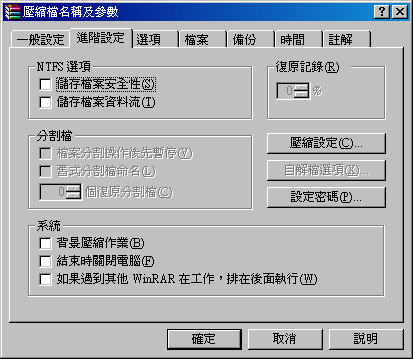 壓縮檔名稱及參數
一般設定 進階設定 選項 檔案 備份 時間 註解
NTFS 選項
儲存檔案安全性(S)
儲存檔案資料流(T)
復原記錄(R)
0 %
分割檔
檔案分割操作後先暫停(V)
舊式分割檔命名(L)
0 個復原分割檔(C)
壓縮設定(C)...
自解檔選項(X)...
設定密碼(P)...
系統
背景壓縮作業(B)
結束時關閉電腦(F)
如果遇到其他 WinRAR 在工作，排在後面執行(W)
確定 取消 說明